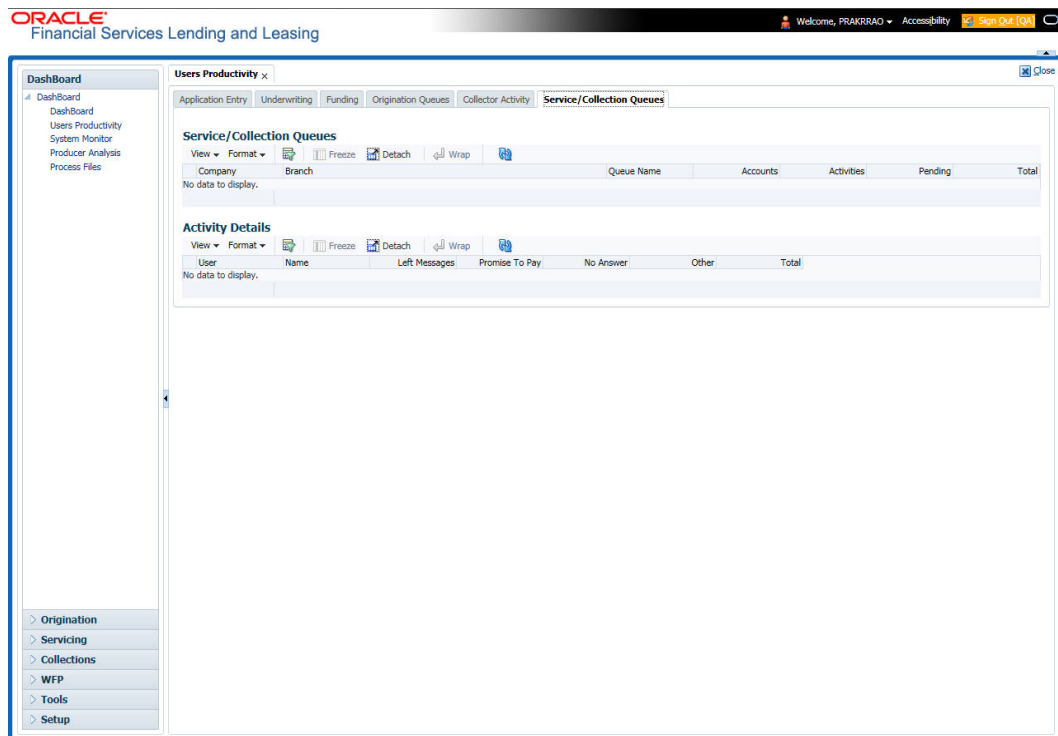 ORACLE
Financial Services Lending and Leasing
Welcome, PRAKRRAO Accessibility Sign Out [QA]
DashBoard
DashBoard
DashBoard
Users Productivity
System Monitor
Producer Analysis
Process Files
Origination
Servicing
Collections
WFP
Tools
Setup
Users Productivity x
Close
Application Entry Underwriting Funding Origination Queues Collector Activity Service/Collection Queues
Service/Collection Queues
View Format Freeze Detach Wrap
Company Branch Queue Name Accounts Activities Pending Total
No data to display.
Activity Details
View Format Freeze Detach Wrap
User Name Left Messages Promise To Pay No Answer Other Total
No data to display.